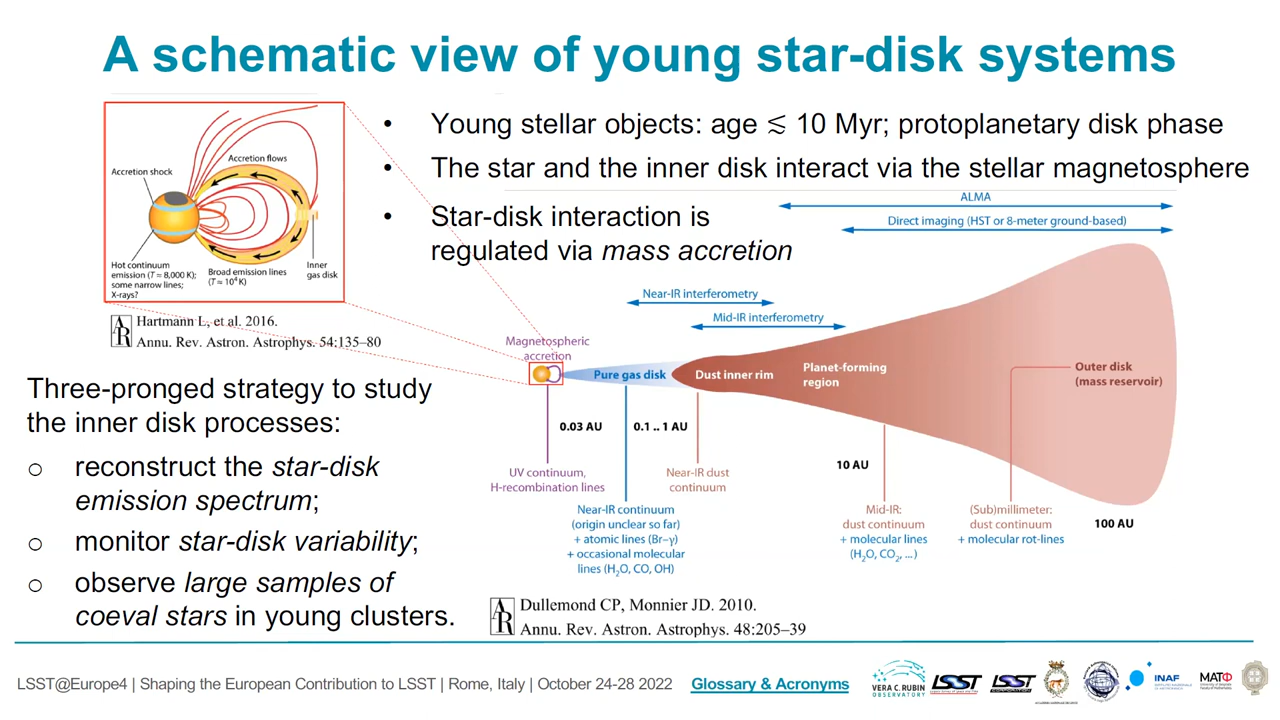 A schematic view of young star-disk systems
Accretion flows
Accretion shock
Hot continuum
emission (T ≈ 8,000 K);
some narrow lines;
X-rays?
Broad emission lines
(T ≈ 10⁴ K)
Inner
gas disk
Hartmann L, et al. 2016.
Annu. Rev. Astron. Astrophys. 54:135–80
• Young stellar objects: age ≲ 10 Myr; protoplanetary disk phase
• The star and the inner disk interact via the stellar magnetosphere
• Star-disk interaction is
regulated via mass accretion
ALMA
Direct imaging (HST or 8-meter ground-based)
Near-IR interferometry
Mid-IR interferometry
Magnetospheric
accretion
Pure gas disk
Dust inner rim
Planet-forming
region
Outer disk
(mass reservoir)
0.03 AU
0.1 .. 1 AU
10 AU
100 AU
UV continuum,
H-recombination lines
Near-IR dust
continuum
Near-IR continuum
(origin unclear so far)
+ atomic lines (Br–γ)
+ occasional molecular
lines (H₂O, CO, OH)
Mid-IR:
dust continuum
+ molecular lines
(H₂O, CO₂, ...)
(Sub)millimeter:
dust continuum
+ molecular rot-lines
Dullemond CP, Monnier JD. 2010.
Annu. Rev. Astron. Astrophys. 48:205–39
Three-pronged strategy to study
the inner disk processes:
o reconstruct the star-disk
emission spectrum;
o monitor star-disk variability;
o observe large samples of
coeval stars in young clusters.
LSST@Europe4 | Shaping the European Contribution to LSST | Rome, Italy | October 24-28 2022
Glossary & Acronyms
VERA C. RUBIN
OBSERVATORY
LSST
LSST
CORPORATION
INAF
MATF